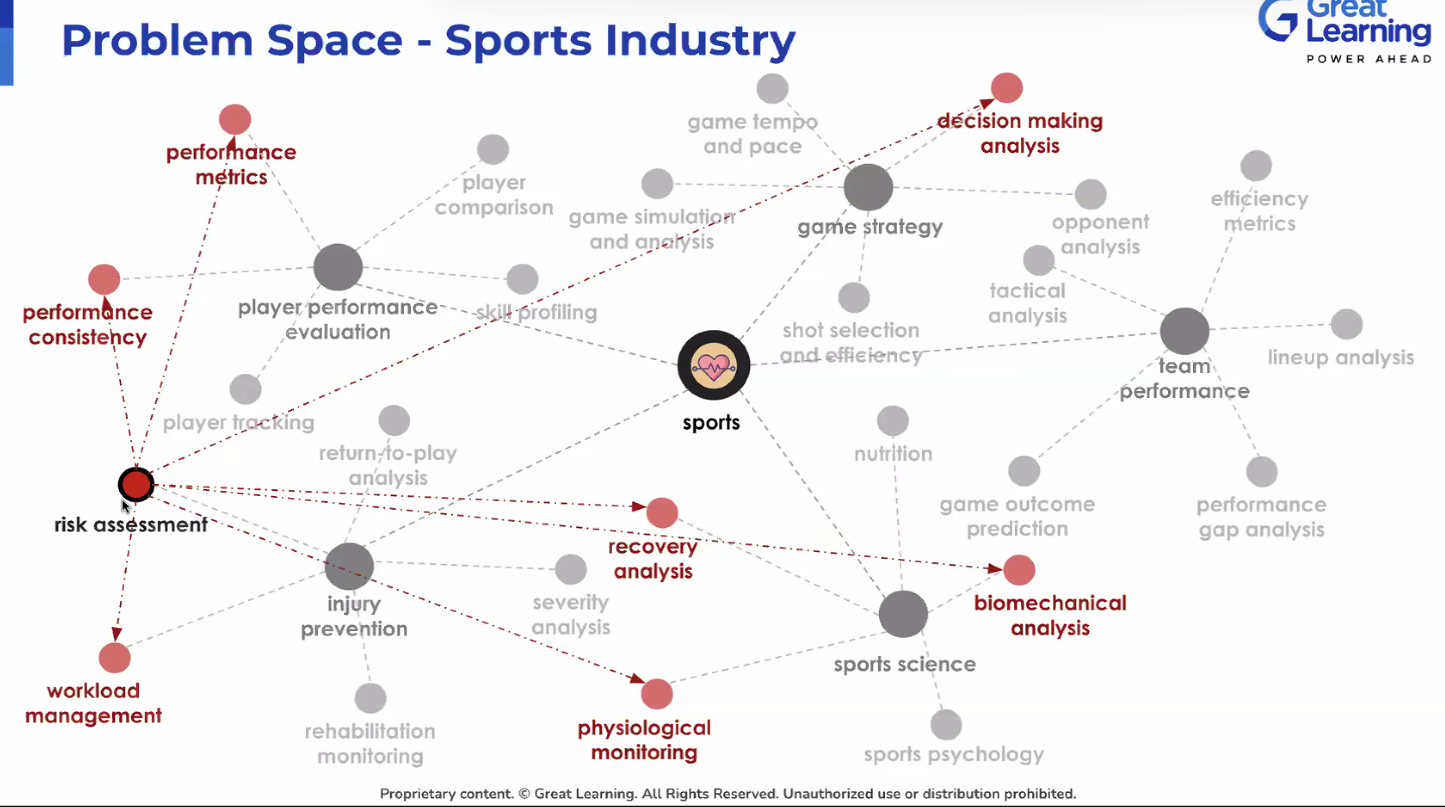 Problem Space - Sports Industry
Great
Learning
POWER AHEAD
performance
metrics
player
comparison
game tempo
and pace
decision making
analysis
game simulation
and analysis
game strategy
opponent
analysis
efficiency
metrics
performance
consistency
player performance
evaluation
skill profiling
shot selection
and efficiency
tactical
analysis
team
performance
lineup analysis
player tracking
sports
return-to-play
analysis
nutrition
game outcome
prediction
performance
gap analysis
risk assessment
recovery
analysis
injury
prevention
severity
analysis
biomechanical
analysis
sports science
workload
management
rehabilitation
monitoring
physiological
monitoring
sports psychology
Proprietary content. © Great Learning. All Rights Reserved. Unauthorized use or distribution prohibited.